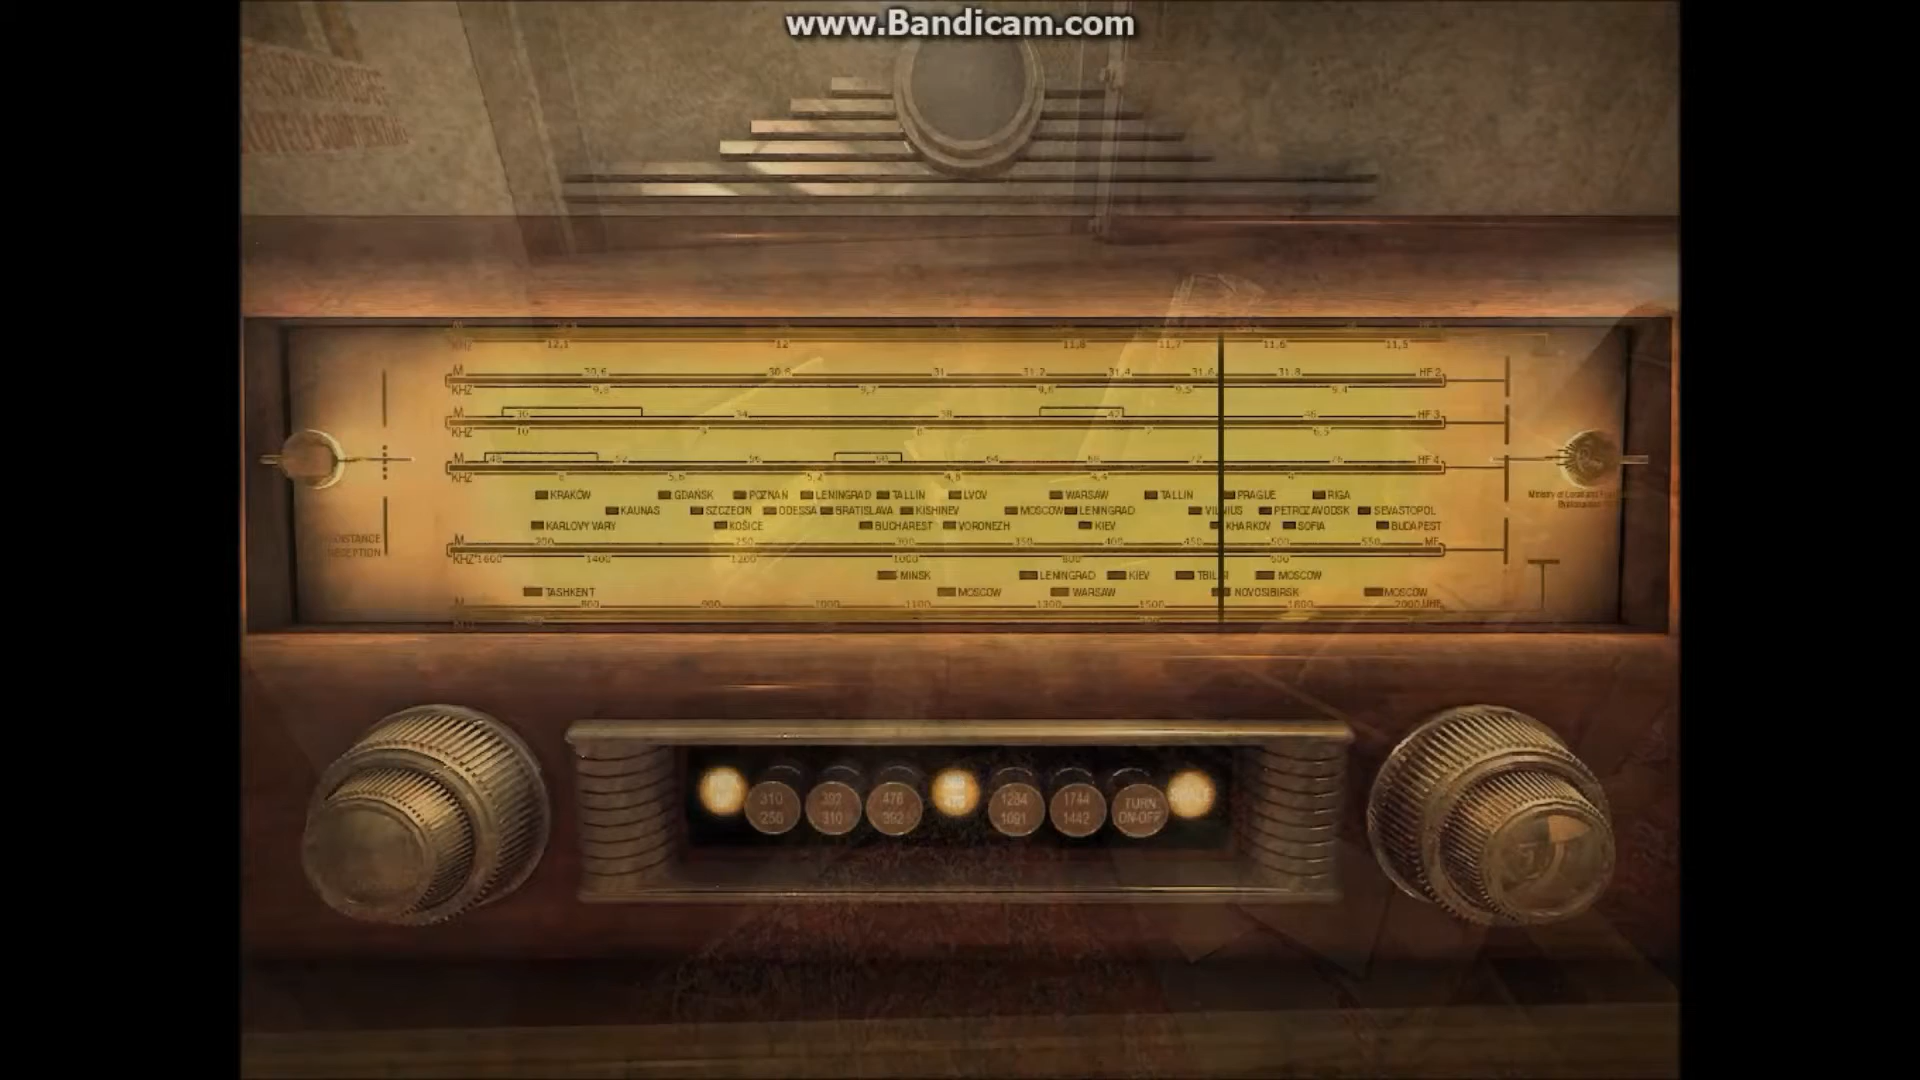 www.Bandicam.com
12,1 12 11,8 11,7 11,6 11,5
M 30,6 30,8 31 31,2 31,4 31,6 31,8 HF 2
KHZ 9,8 9,7 9,6 9,5 9,4
M 30 34 38 42 46 HF 3
KHZ 10 9 8 7 6,5
M 48 52 56 60 64 68 72 76 HF 4
KHZ 6 5,6 5,2 4,8 4,4 4
KRAKÓW GDAŃSK POZNAŃ LENINGRAD TALLIN LVOV WARSAW TALLIN PRAGUE RIGA
KAUNAS SZCZECIN ODESSA BRATISLAVA KISHINEV MOSCOW LENINGRAD VILNIUS PETROZAVODSK SEVASTOPOL
KARLOVY VARY KOŠICE BUCHAREST VORONEZH KIEV KHARKOV SOFIA BUDAPEST
M 200 250 300 350 400 450 500 550 MF
KHZ 1600 1400 1200 1000 800 600
MINSK LENINGRAD KIEV TBILISI MOSCOW
TASHKENT MOSCOW WARSAW NOVOSIBIRSK MOSCOW
M 800 900 1000 1100 1300 1500 1800 2000
RECEPTION
Ministry of
310 392 476 1284 1744 TURN
250 310 392 1091 1442 ON-OFF